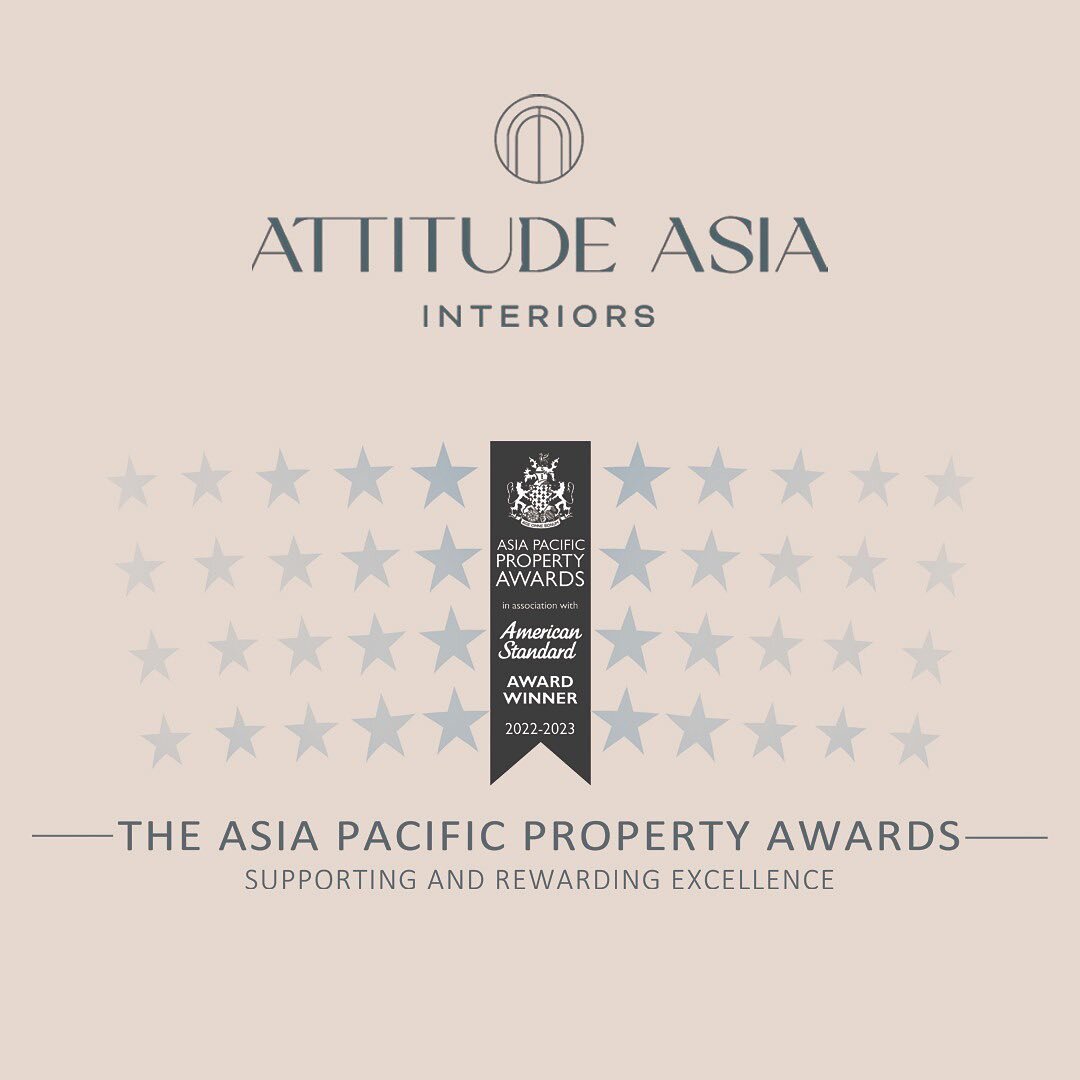 ATTITUDE ASIA
INTERIORS
ASIA PACIFIC
PROPERTY
AWARDS
in association with
American
Standard
AWARD
WINNER
2022-2023
THE ASIA PACIFIC PROPERTY AWARDS
SUPPORTING AND REWARDING EXCELLENCE